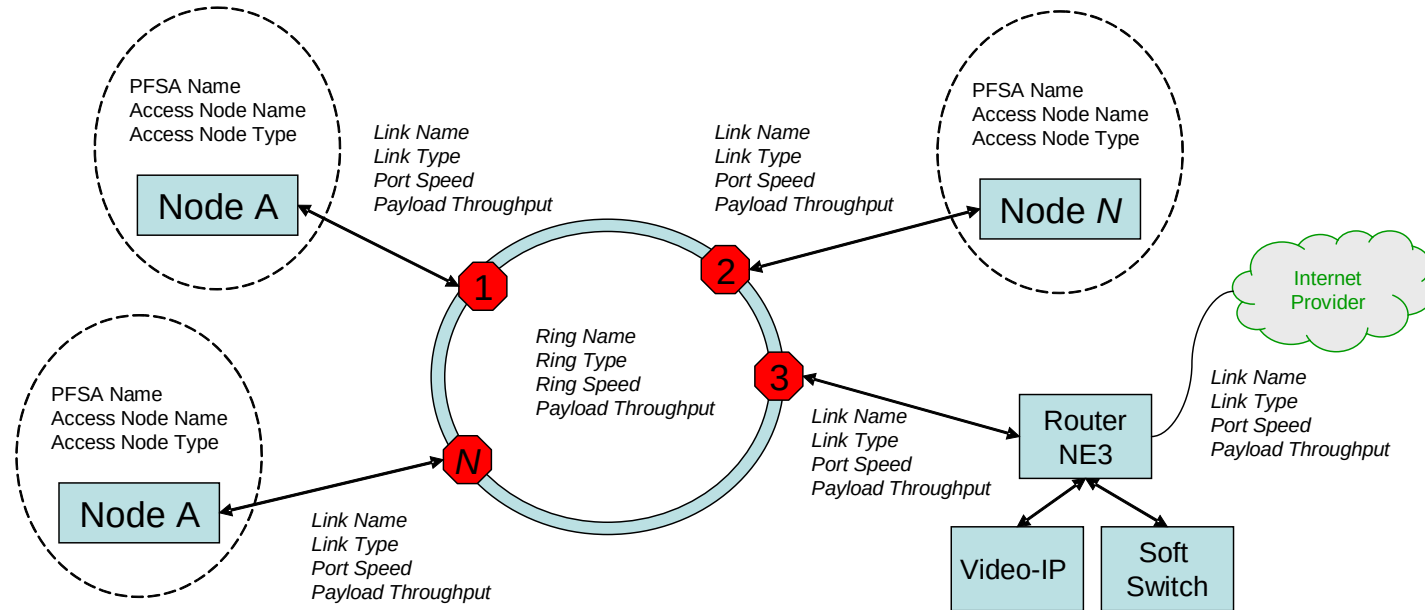 PFSA Name
Access Node Name
Access Node Type
Node A
Link Name
Link Type
Port Speed
Payload Throughput
1
Link Name
Link Type
Port Speed
Payload Throughput
2
PFSA Name
Access Node Name
Access Node Type
Node N
Internet
Provider
Ring Name
Ring Type
Ring Speed
Payload Throughput
3
Link Name
Link Type
Port Speed
Payload Throughput
Router
NE3
Link Name
Link Type
Port Speed
Payload Throughput
PFSA Name
Access Node Name
Access Node Type
Node A
N
Link Name
Link Type
Port Speed
Payload Throughput
Video-IP
Soft
Switch